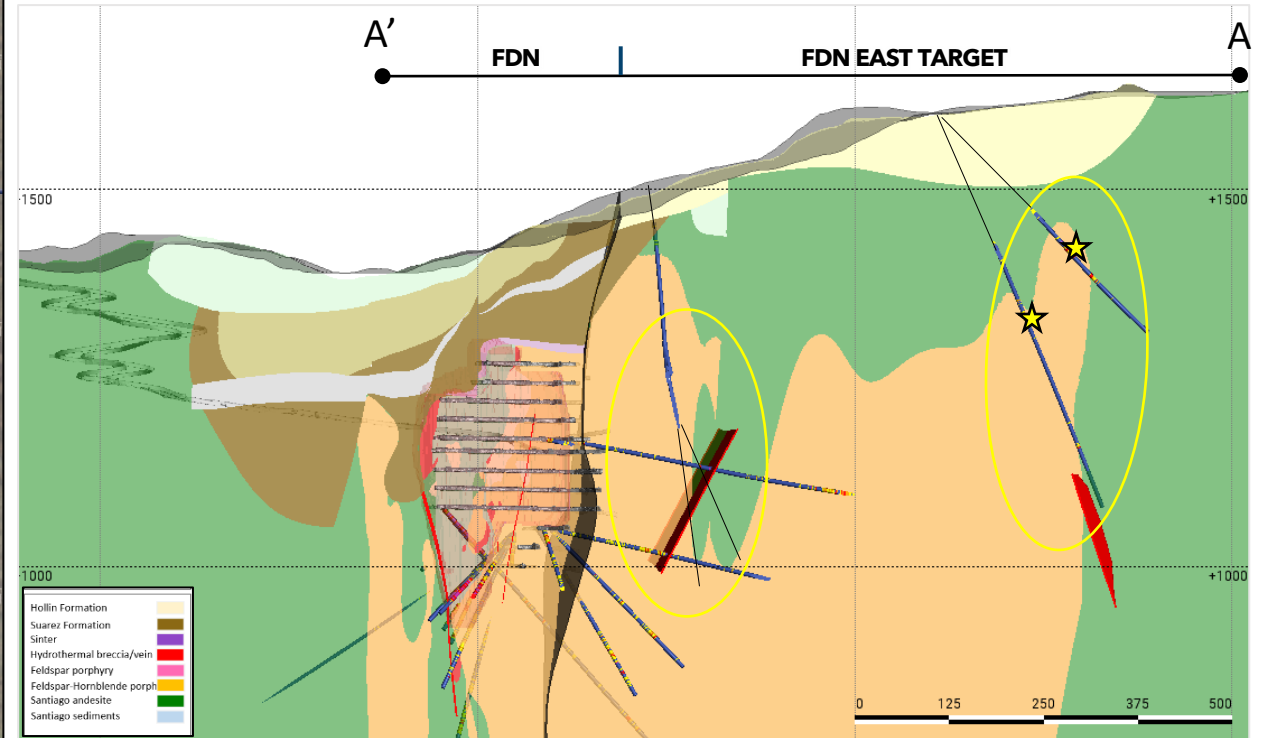 A’
A
FDN
FDN EAST TARGET
1500
+1500
1000
+1000
Hollin Formation
Suarez Formation
Sinter
Hydrothermal breccia/vein
Feldspar porphyry
Feldspar-Hornblende porph
Santiago andesite
Santiago sediments
0 125 250 375 500